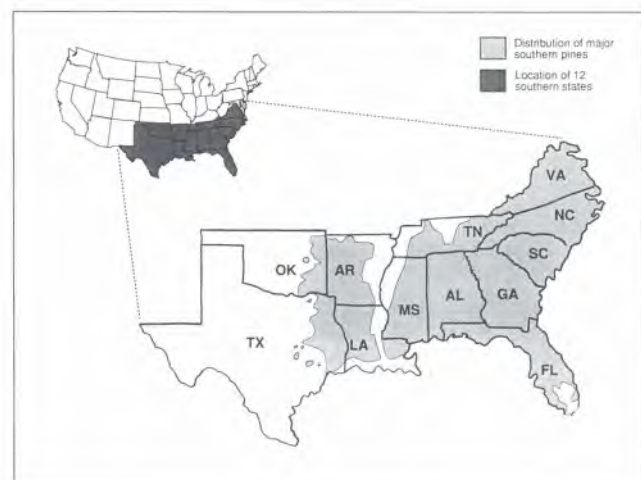 Distribution of major
southern pines
Location of 12
southern states
VA
NC
TN
SC
OK
AR
MS
AL
GA
TX
LA
FL